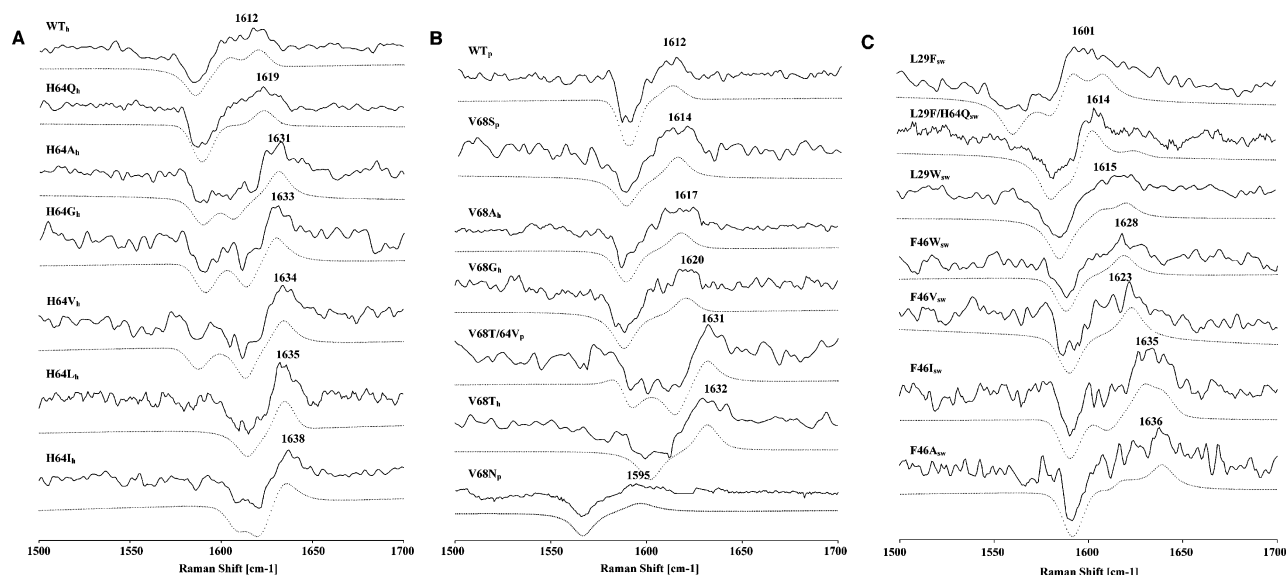 A
WTh
1612
H64Qh
1619
H64Ah
1631
H64Gh
1633
H64Vh
1634
H64Lh
1635
H64Ih
1638
1500 1550 1600 1650 1700
Raman Shift [cm-1]
B
WTp
1612
V68Sp
1614
V68Ah
1617
V68Gh
1620
V68T/64Vp
1631
V68Th
1632
V68Np
1595
1500 1550 1600 1650 1700
Raman Shift [cm-1]
C
L29Fsw
1601
L29F/H64Qsw
1614
L29Wsw
1615
F46Wsw
1628
F46Vsw
1623
F46Isw
1635
F46Asw
1636
1500 1550 1600 1650 1700
Raman Shift [cm-1]